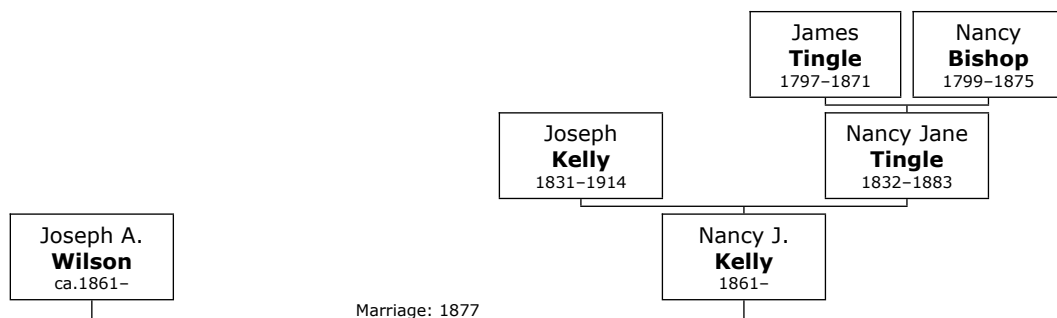 James
Tingle
1797–1871
Nancy
Bishop
1799–1875
Joseph
Kelly
1831–1914
Nancy Jane
Tingle
1832–1883
Joseph A.
Wilson
ca.1861–
Nancy J.
Kelly
1861–
Marriage: 1877